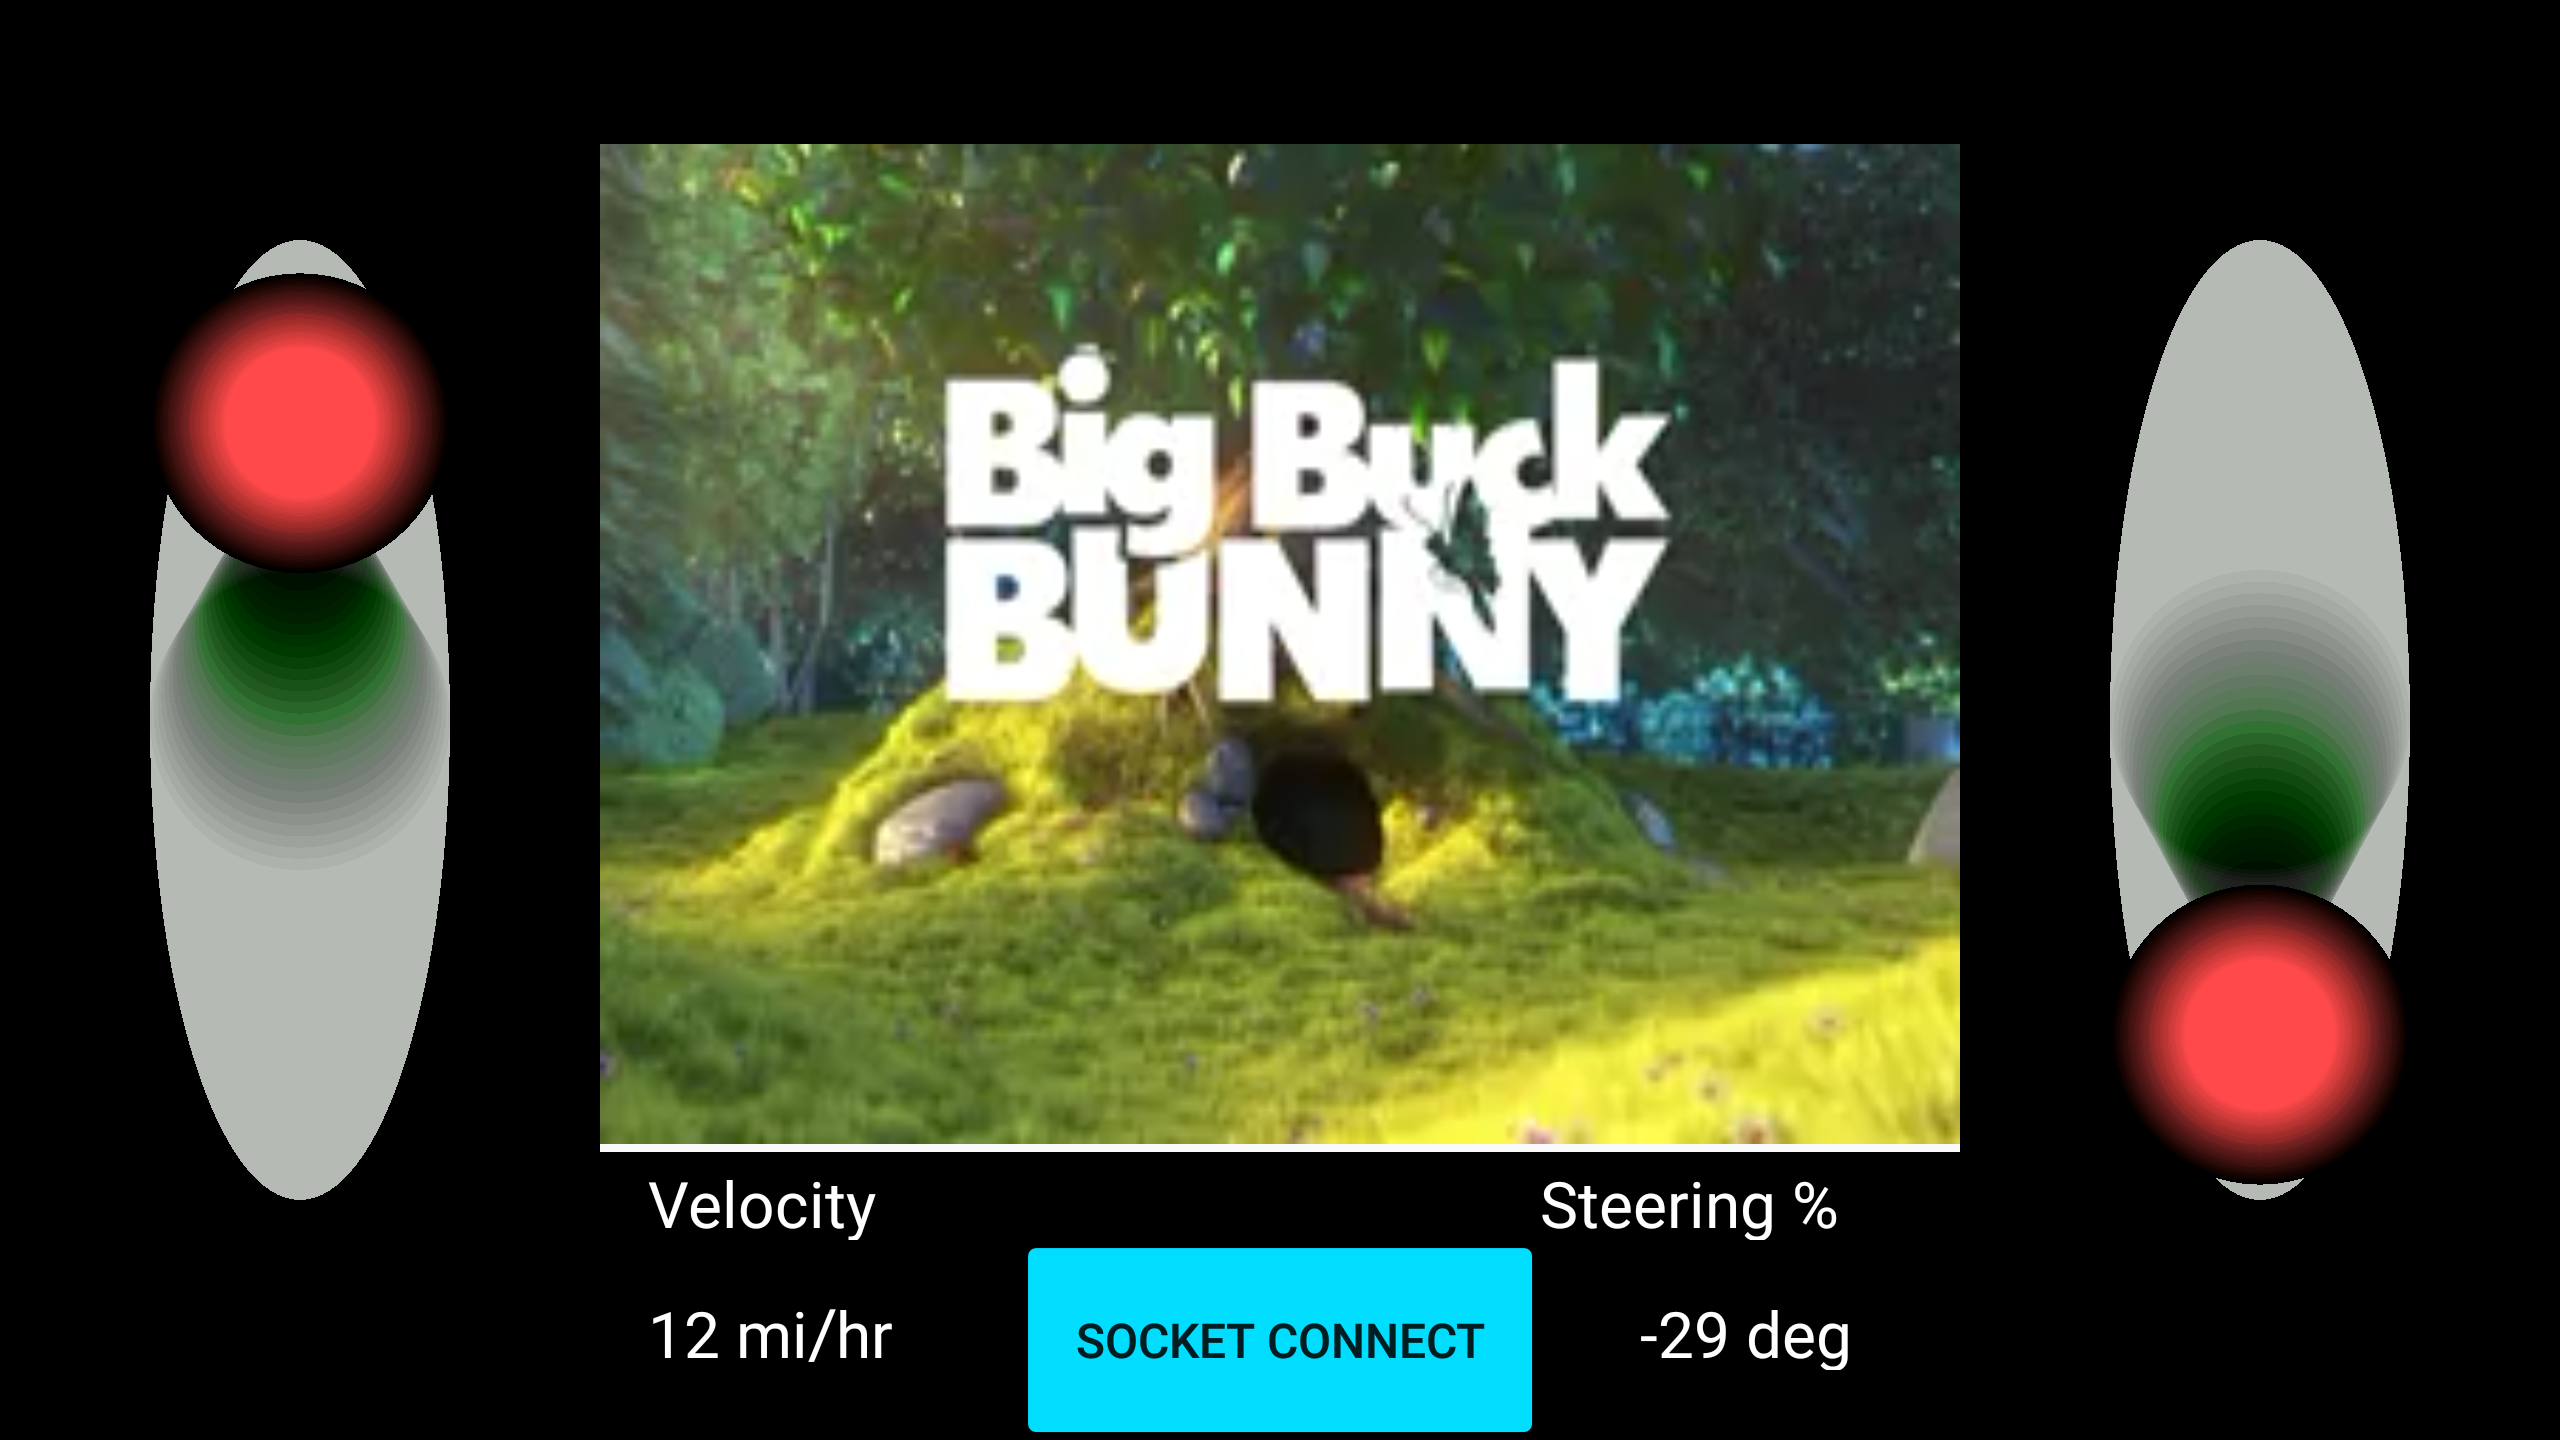 Big Buck
BUNNY
Velocity
Steering %
12 mi/hr
SOCKET CONNECT
-29 deg